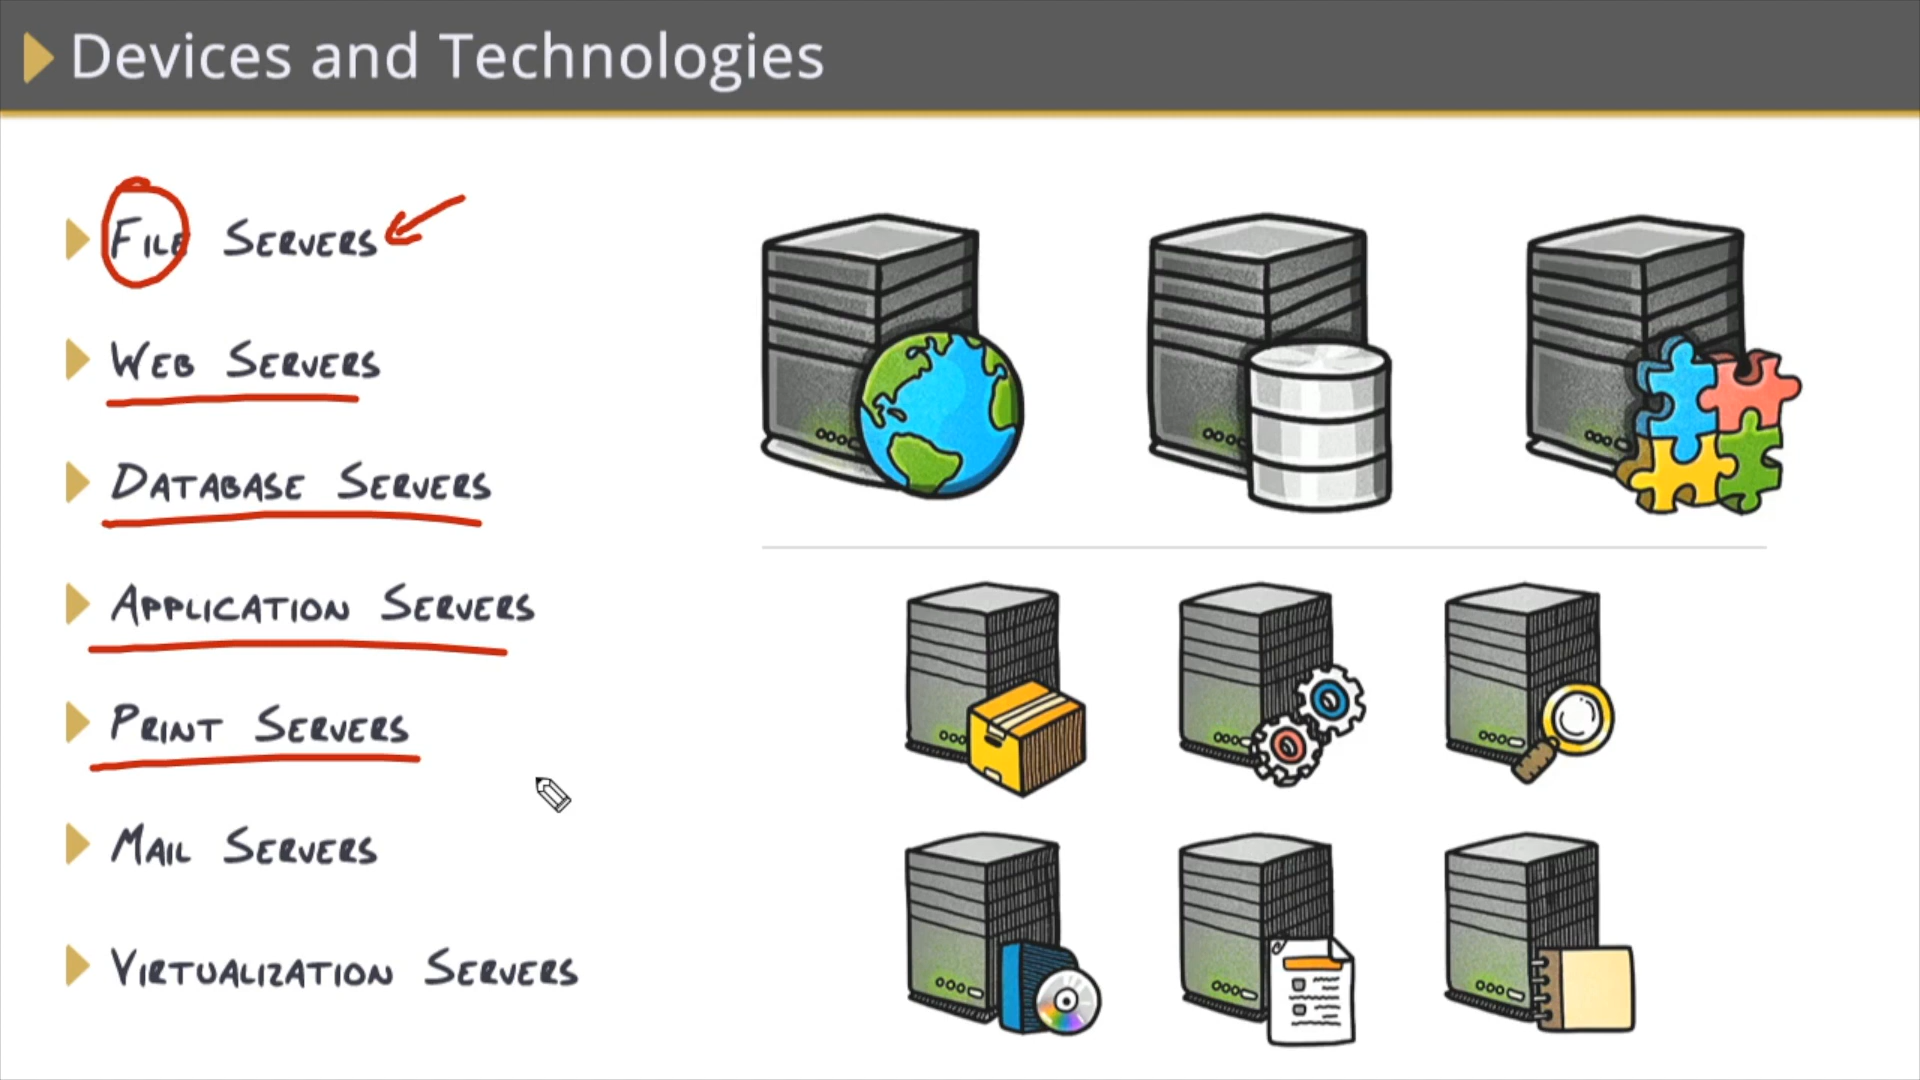 Devices and Technologies
File Servers
Web Servers
Database Servers
Application Servers
Print Servers
Mail Servers
Virtualization Servers